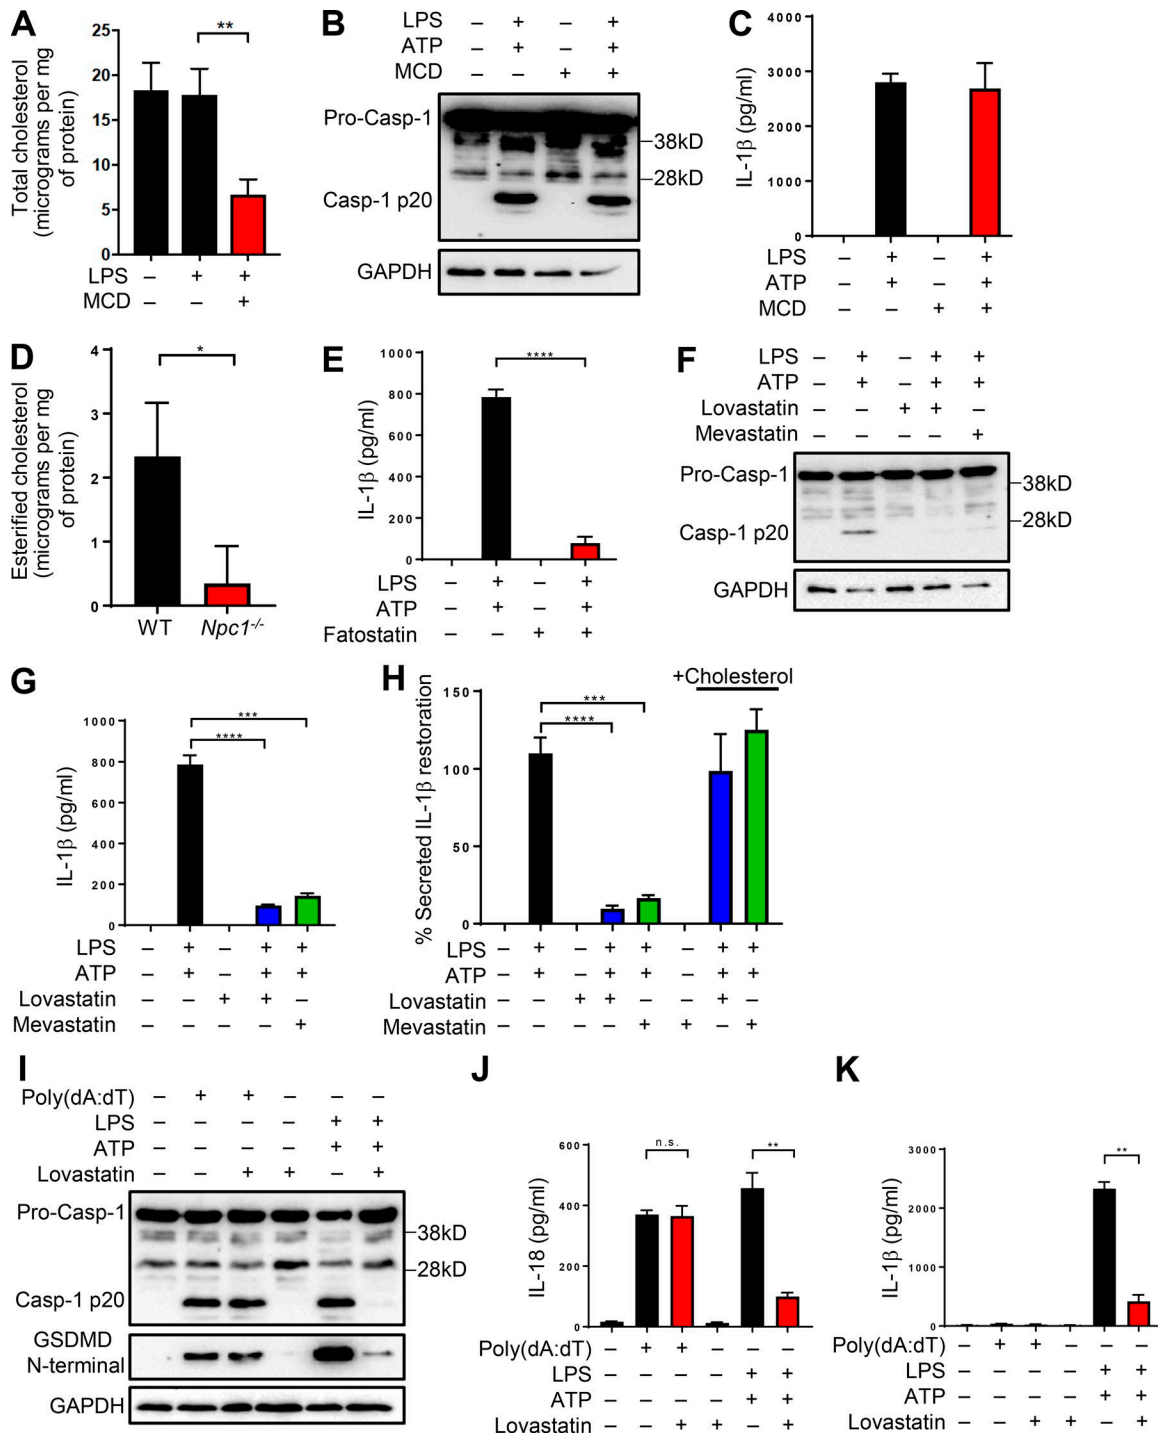 A
Total cholesterol
(micrograms per mg
of protein)
25
20
15
10
5
0
**
LPS – + +
MCD – – +
B
LPS – + – +
ATP – + – +
MCD – – + +
Pro-Casp-1
38kD
28kD
Casp-1 p20
GAPDH
C
IL-1β (pg/ml)
4000
3000
2000
1000
0
LPS – + – +
ATP – + – +
MCD – – + +
D
Esterified cholesterol
(micrograms per mg
of protein)
4
3
2
1
0
*
WT Npc1-/-
E
IL-1β (pg/ml)
1000
800
600
400
200
0
****
LPS – + – +
ATP – + – +
Fatostatin – – + +
F
LPS – + – + +
ATP – + – + +
Lovastatin – – + + –
Mevastatin – – – – +
Pro-Casp-1
38kD
28kD
Casp-1 p20
GAPDH
G
IL-1β (pg/ml)
1000
800
600
400
200
0
***
****
LPS – + – + +
ATP – + – + +
Lovastatin – – + + –
Mevastatin – – – – +
H
% Secreted IL-1β restoration
150
100
50
0
***
****
+Cholesterol
LPS – + – + + – + +
ATP – + – + + – + +
Lovastatin – – + + – – + –
Mevastatin – – – – + + – +
I
Poly(dA:dT) – + + – – –
LPS – – – – + +
ATP – – – – + +
Lovastatin – – + + – +
Pro-Casp-1
38kD
28kD
Casp-1 p20
GSDMD
N-terminal
GAPDH
J
IL-18 (pg/ml)
600
400
200
0
n.s.
**
Poly(dA:dT) – + + – – –
LPS – – – – + +
ATP – – – – + +
Lovastatin – – + + – +
K
IL-1β (pg/ml)
3000
2000
1000
0
**
Poly(dA:dT) – + + – – –
LPS – – – – + +
ATP – – – – + +
Lovastatin – – + + – +